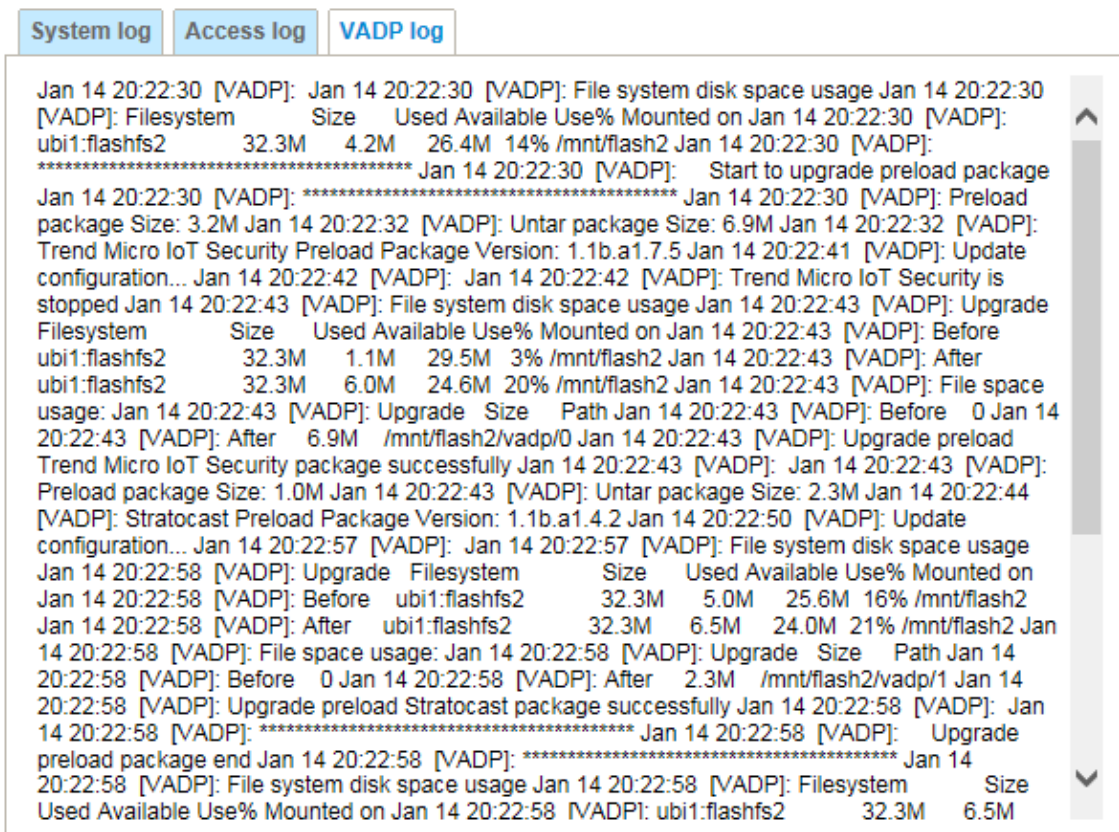 System log Access log VADP log
Jan 14 20:22:30 [VADP]: Jan 14 20:22:30 [VADP]: File system disk space usage Jan 14 20:22:30
[VADP]: Filesystem Size Used Available Use% Mounted on Jan 14 20:22:30 [VADP]:
ubi1:flashfs2 32.3M 4.2M 26.4M 14% /mnt/flash2 Jan 14 20:22:30 [VADP]:
****************************************** Jan 14 20:22:30 [VADP]: Start to upgrade preload package
Jan 14 20:22:30 [VADP]: ****************************************** Jan 14 20:22:30 [VADP]: Preload
package Size: 3.2M Jan 14 20:22:32 [VADP]: Untar package Size: 6.9M Jan 14 20:22:32 [VADP]:
Trend Micro IoT Security Preload Package Version: 1.1b.a1.7.5 Jan 14 20:22:41 [VADP]: Update
configuration... Jan 14 20:22:42 [VADP]: Jan 14 20:22:42 [VADP]: Trend Micro IoT Security is
stopped Jan 14 20:22:43 [VADP]: File system disk space usage Jan 14 20:22:43 [VADP]: Upgrade
Filesystem Size Used Available Use% Mounted on Jan 14 20:22:43 [VADP]: Before
ubi1:flashfs2 32.3M 1.1M 29.5M 3% /mnt/flash2 Jan 14 20:22:43 [VADP]: After
ubi1:flashfs2 32.3M 6.0M 24.6M 20% /mnt/flash2 Jan 14 20:22:43 [VADP]: File space
usage: Jan 14 20:22:43 [VADP]: Upgrade Size Path Jan 14 20:22:43 [VADP]: Before 0 Jan 14
20:22:43 [VADP]: After 6.9M /mnt/flash2/vadp/0 Jan 14 20:22:43 [VADP]: Upgrade preload
Trend Micro IoT Security package successfully Jan 14 20:22:43 [VADP]: Jan 14 20:22:43 [VADP]:
Preload package Size: 1.0M Jan 14 20:22:43 [VADP]: Untar package Size: 2.3M Jan 14 20:22:44
[VADP]: Stratocast Preload Package Version: 1.1b.a1.4.2 Jan 14 20:22:50 [VADP]: Update
configuration... Jan 14 20:22:57 [VADP]: Jan 14 20:22:57 [VADP]: File system disk space usage
Jan 14 20:22:58 [VADP]: Upgrade Filesystem Size Used Available Use% Mounted on
Jan 14 20:22:58 [VADP]: Before ubi1:flashfs2 32.3M 5.0M 25.6M 16% /mnt/flash2
Jan 14 20:22:58 [VADP]: After ubi1:flashfs2 32.3M 6.5M 24.0M 21% /mnt/flash2 Jan
14 20:22:58 [VADP]: File space usage: Jan 14 20:22:58 [VADP]: Upgrade Size Path Jan 14
20:22:58 [VADP]: Before 0 Jan 14 20:22:58 [VADP]: After 2.3M /mnt/flash2/vadp/1 Jan 14
20:22:58 [VADP]: Upgrade preload Stratocast package successfully Jan 14 20:22:58 [VADP]: Jan
14 20:22:58 [VADP]: ****************************************** Jan 14 20:22:58 [VADP]: Upgrade
preload package end Jan 14 20:22:58 [VADP]: ****************************************** Jan 14
20:22:58 [VADP]: File system disk space usage Jan 14 20:22:58 [VADP]: Filesystem Size
Used Available Use% Mounted on Jan 14 20:22:58 [VADP]: ubi1:flashfs2 32.3M 6.5M